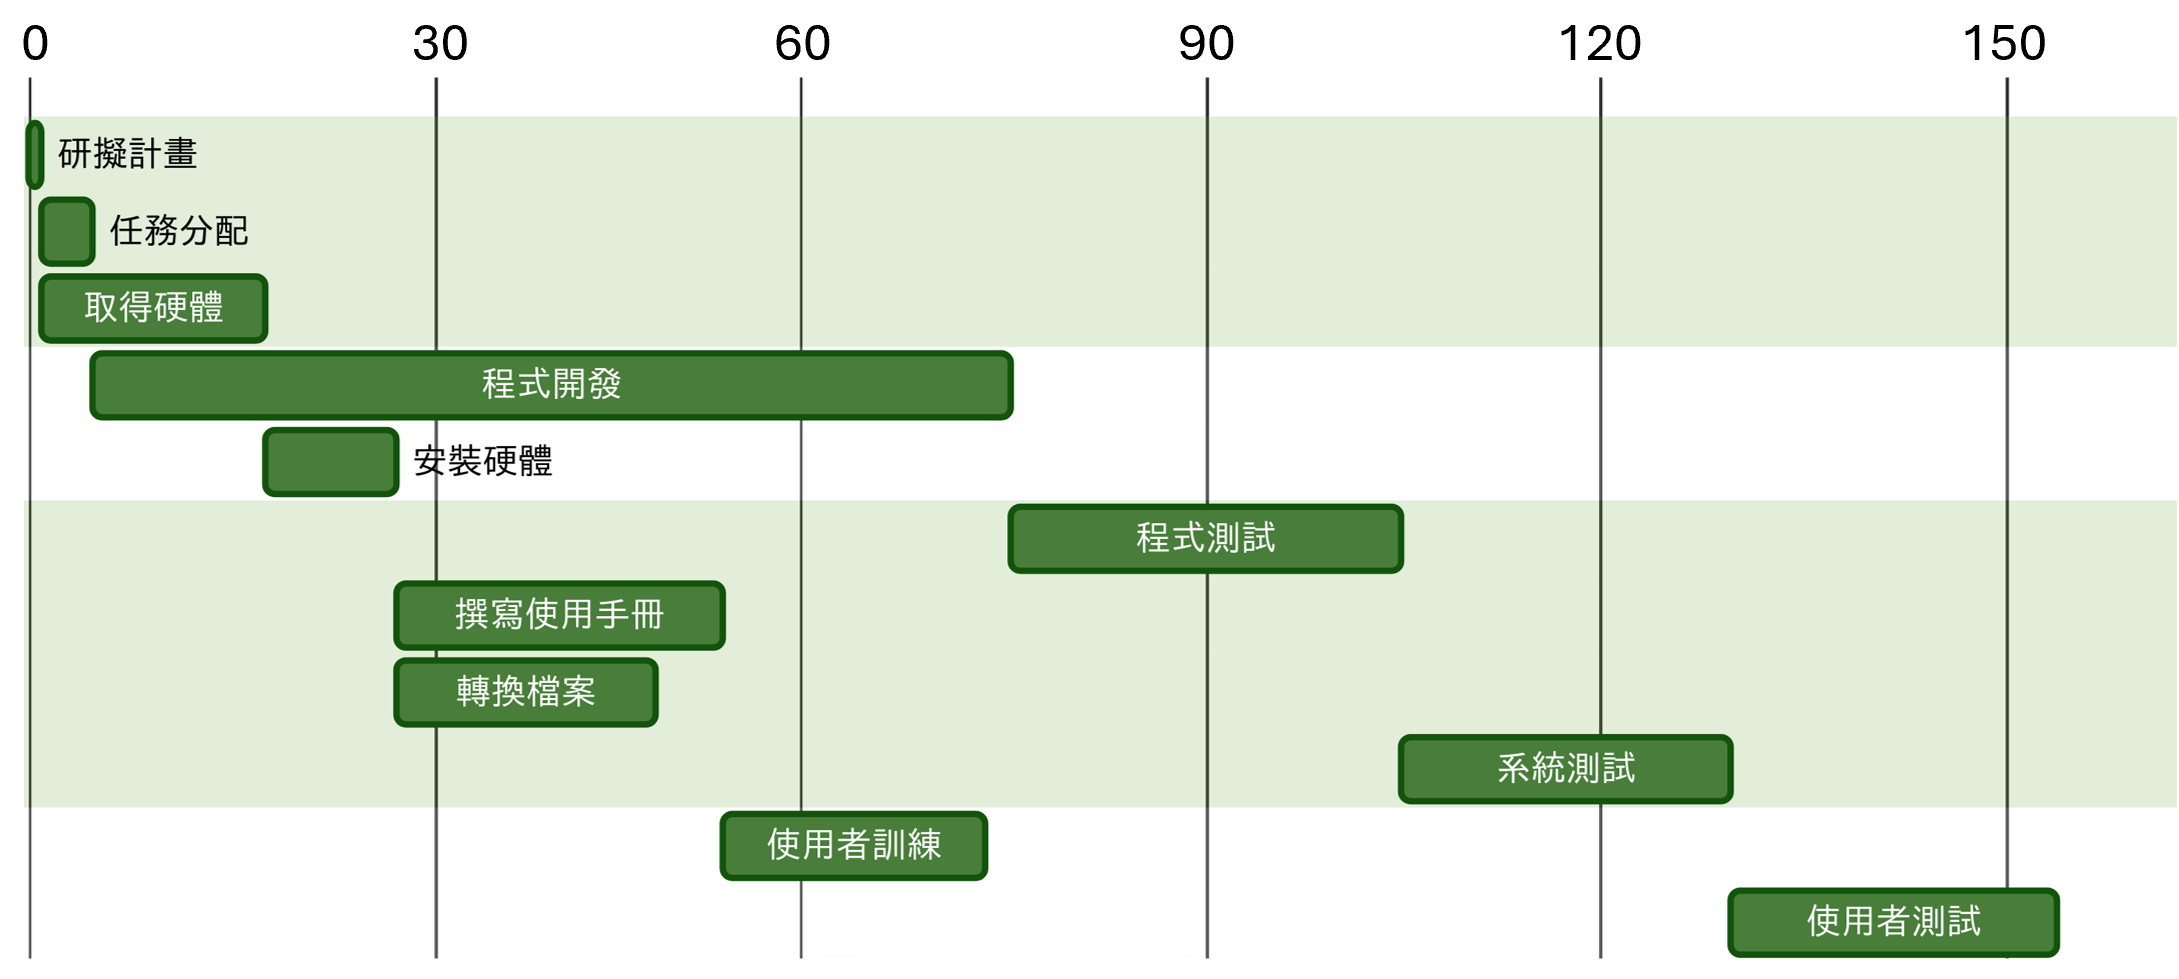 0 30 60 90 120 150
研擬計畫
任務分配
取得硬體
程式開發
安裝硬體
程式測試
撰寫使用手冊
轉換檔案
系統測試
使用者訓練
使用者測試